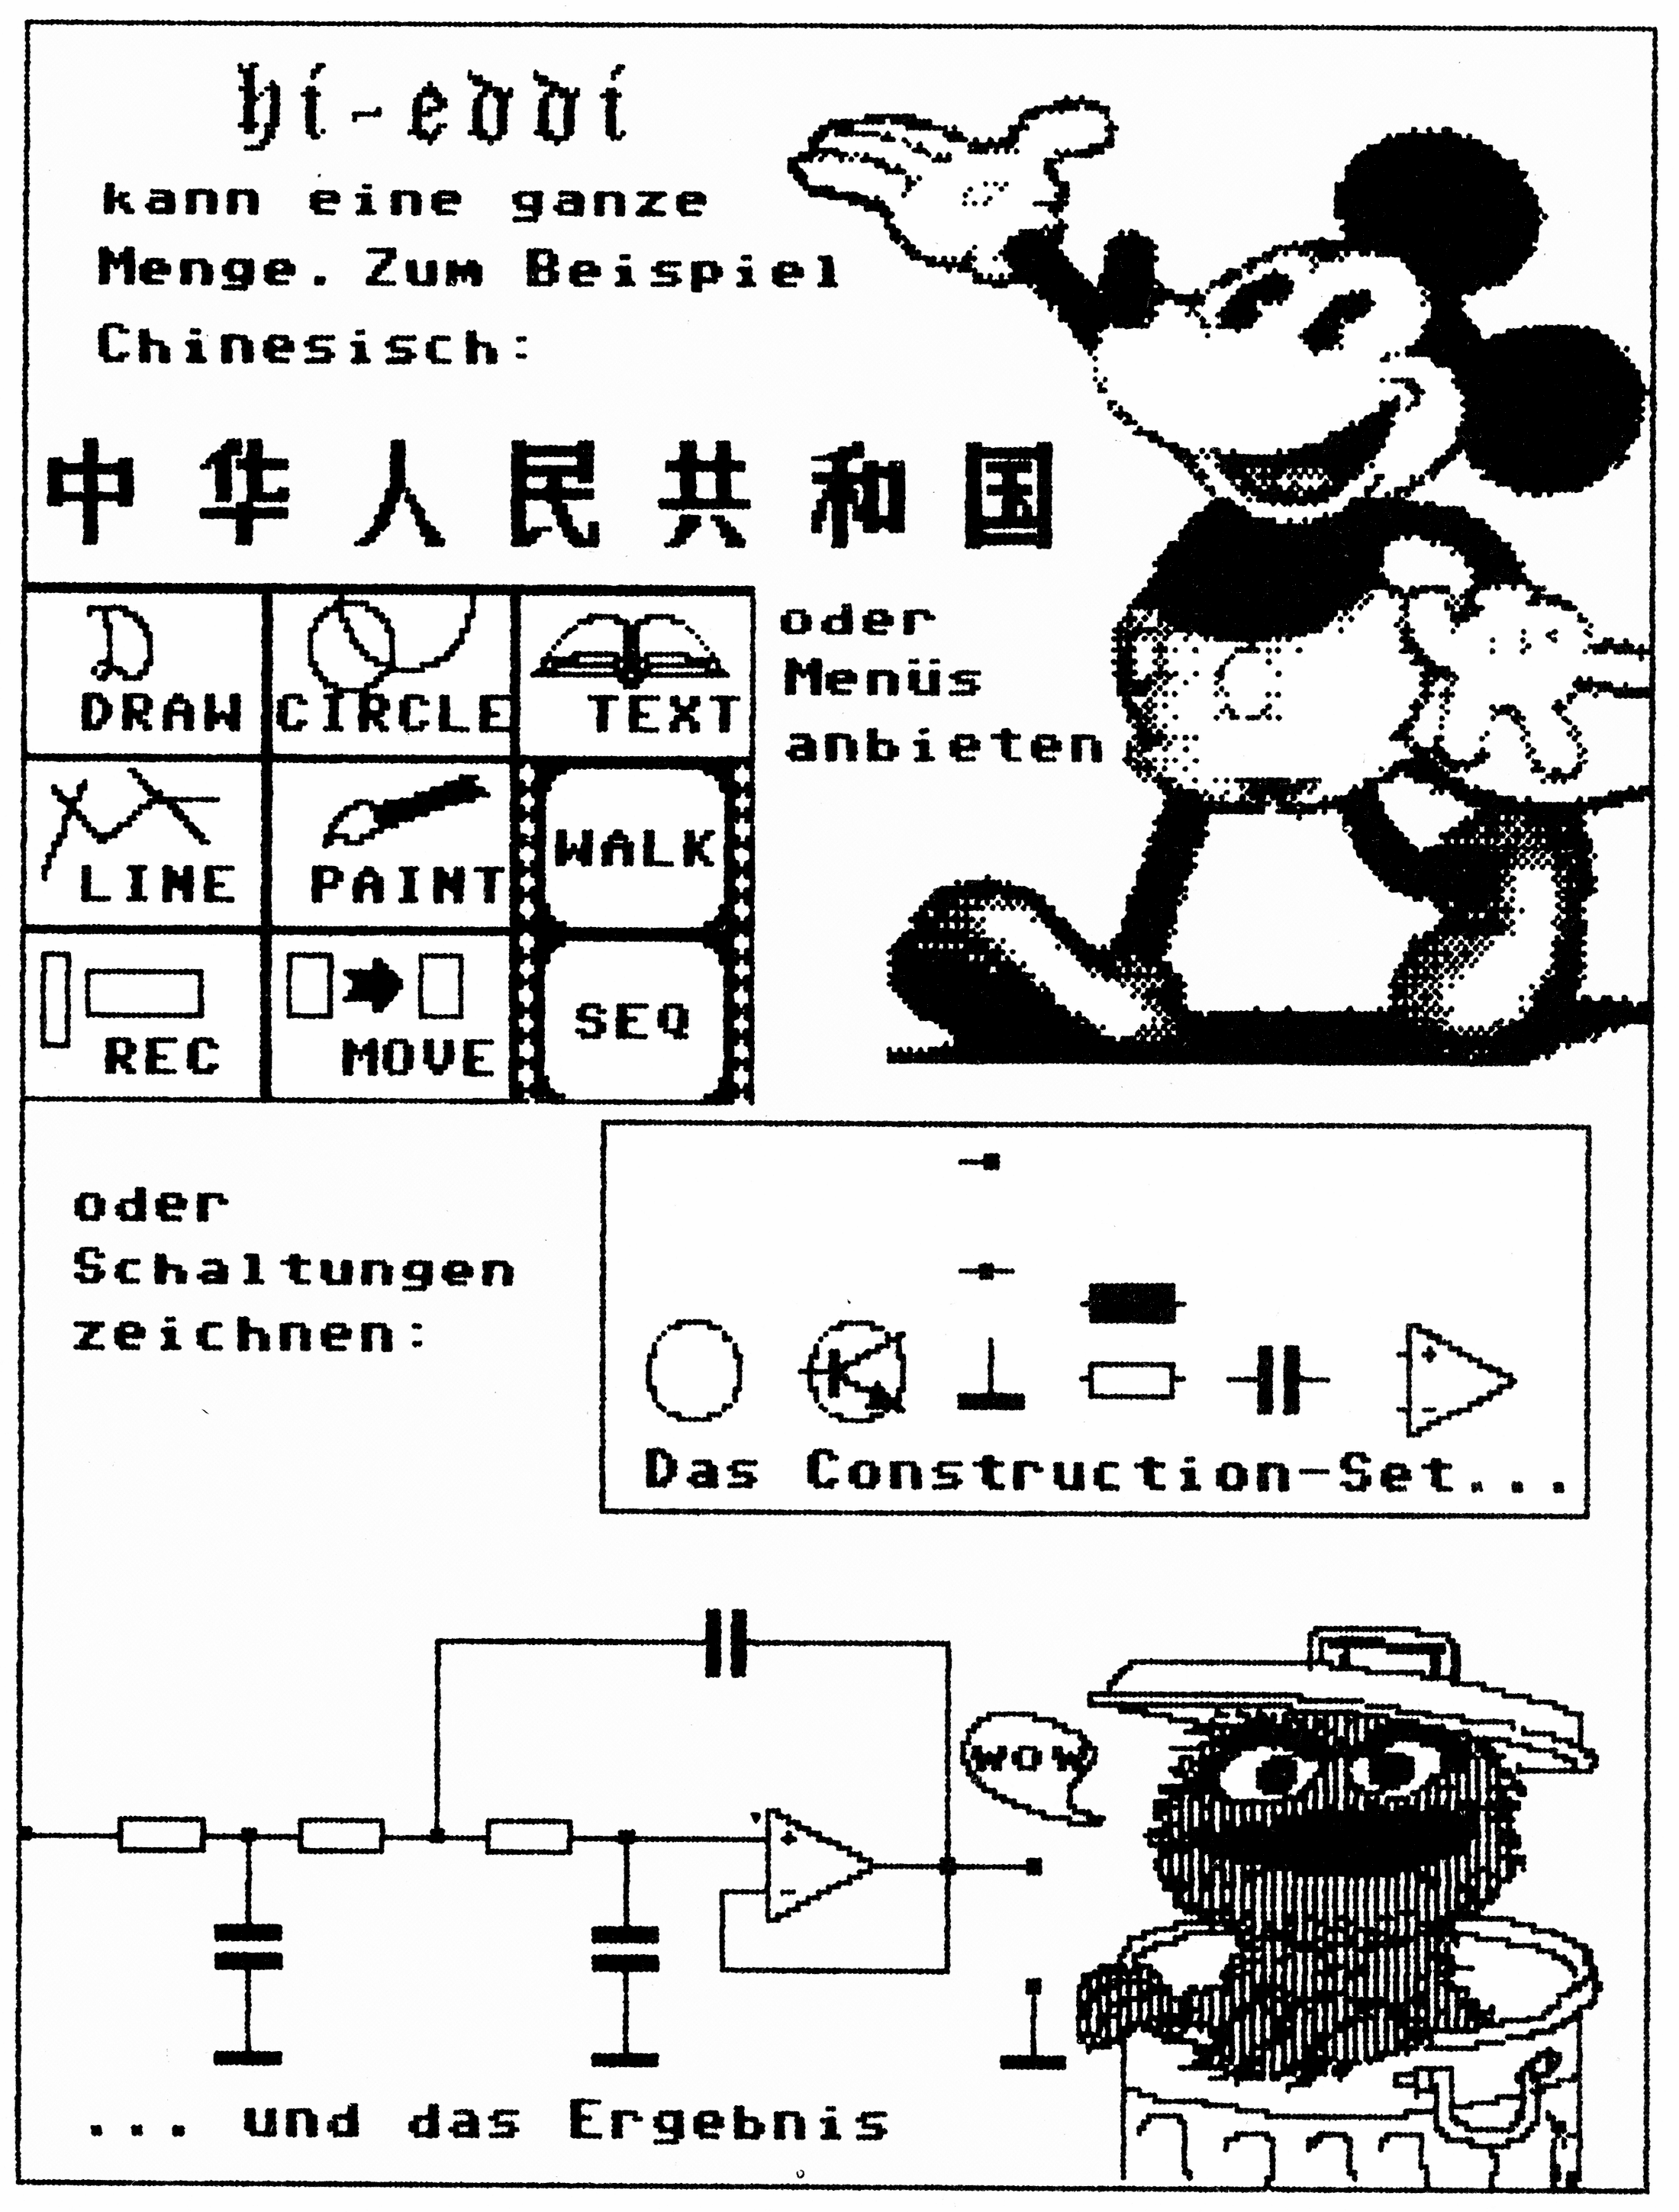 hi-eddi
kann eine ganze
Menge. Zum Beispiel
Chinesisch:
中华人民共和国
DRAW CIRCLE TEXT
oder
Menüs
anbieten
LINE PAINT WALK
REC MOVE SEQ
oder
Schaltungen
zeichnen:
+
-
Das Construction-Set...
WOW
+
-
... und das Ergebnis